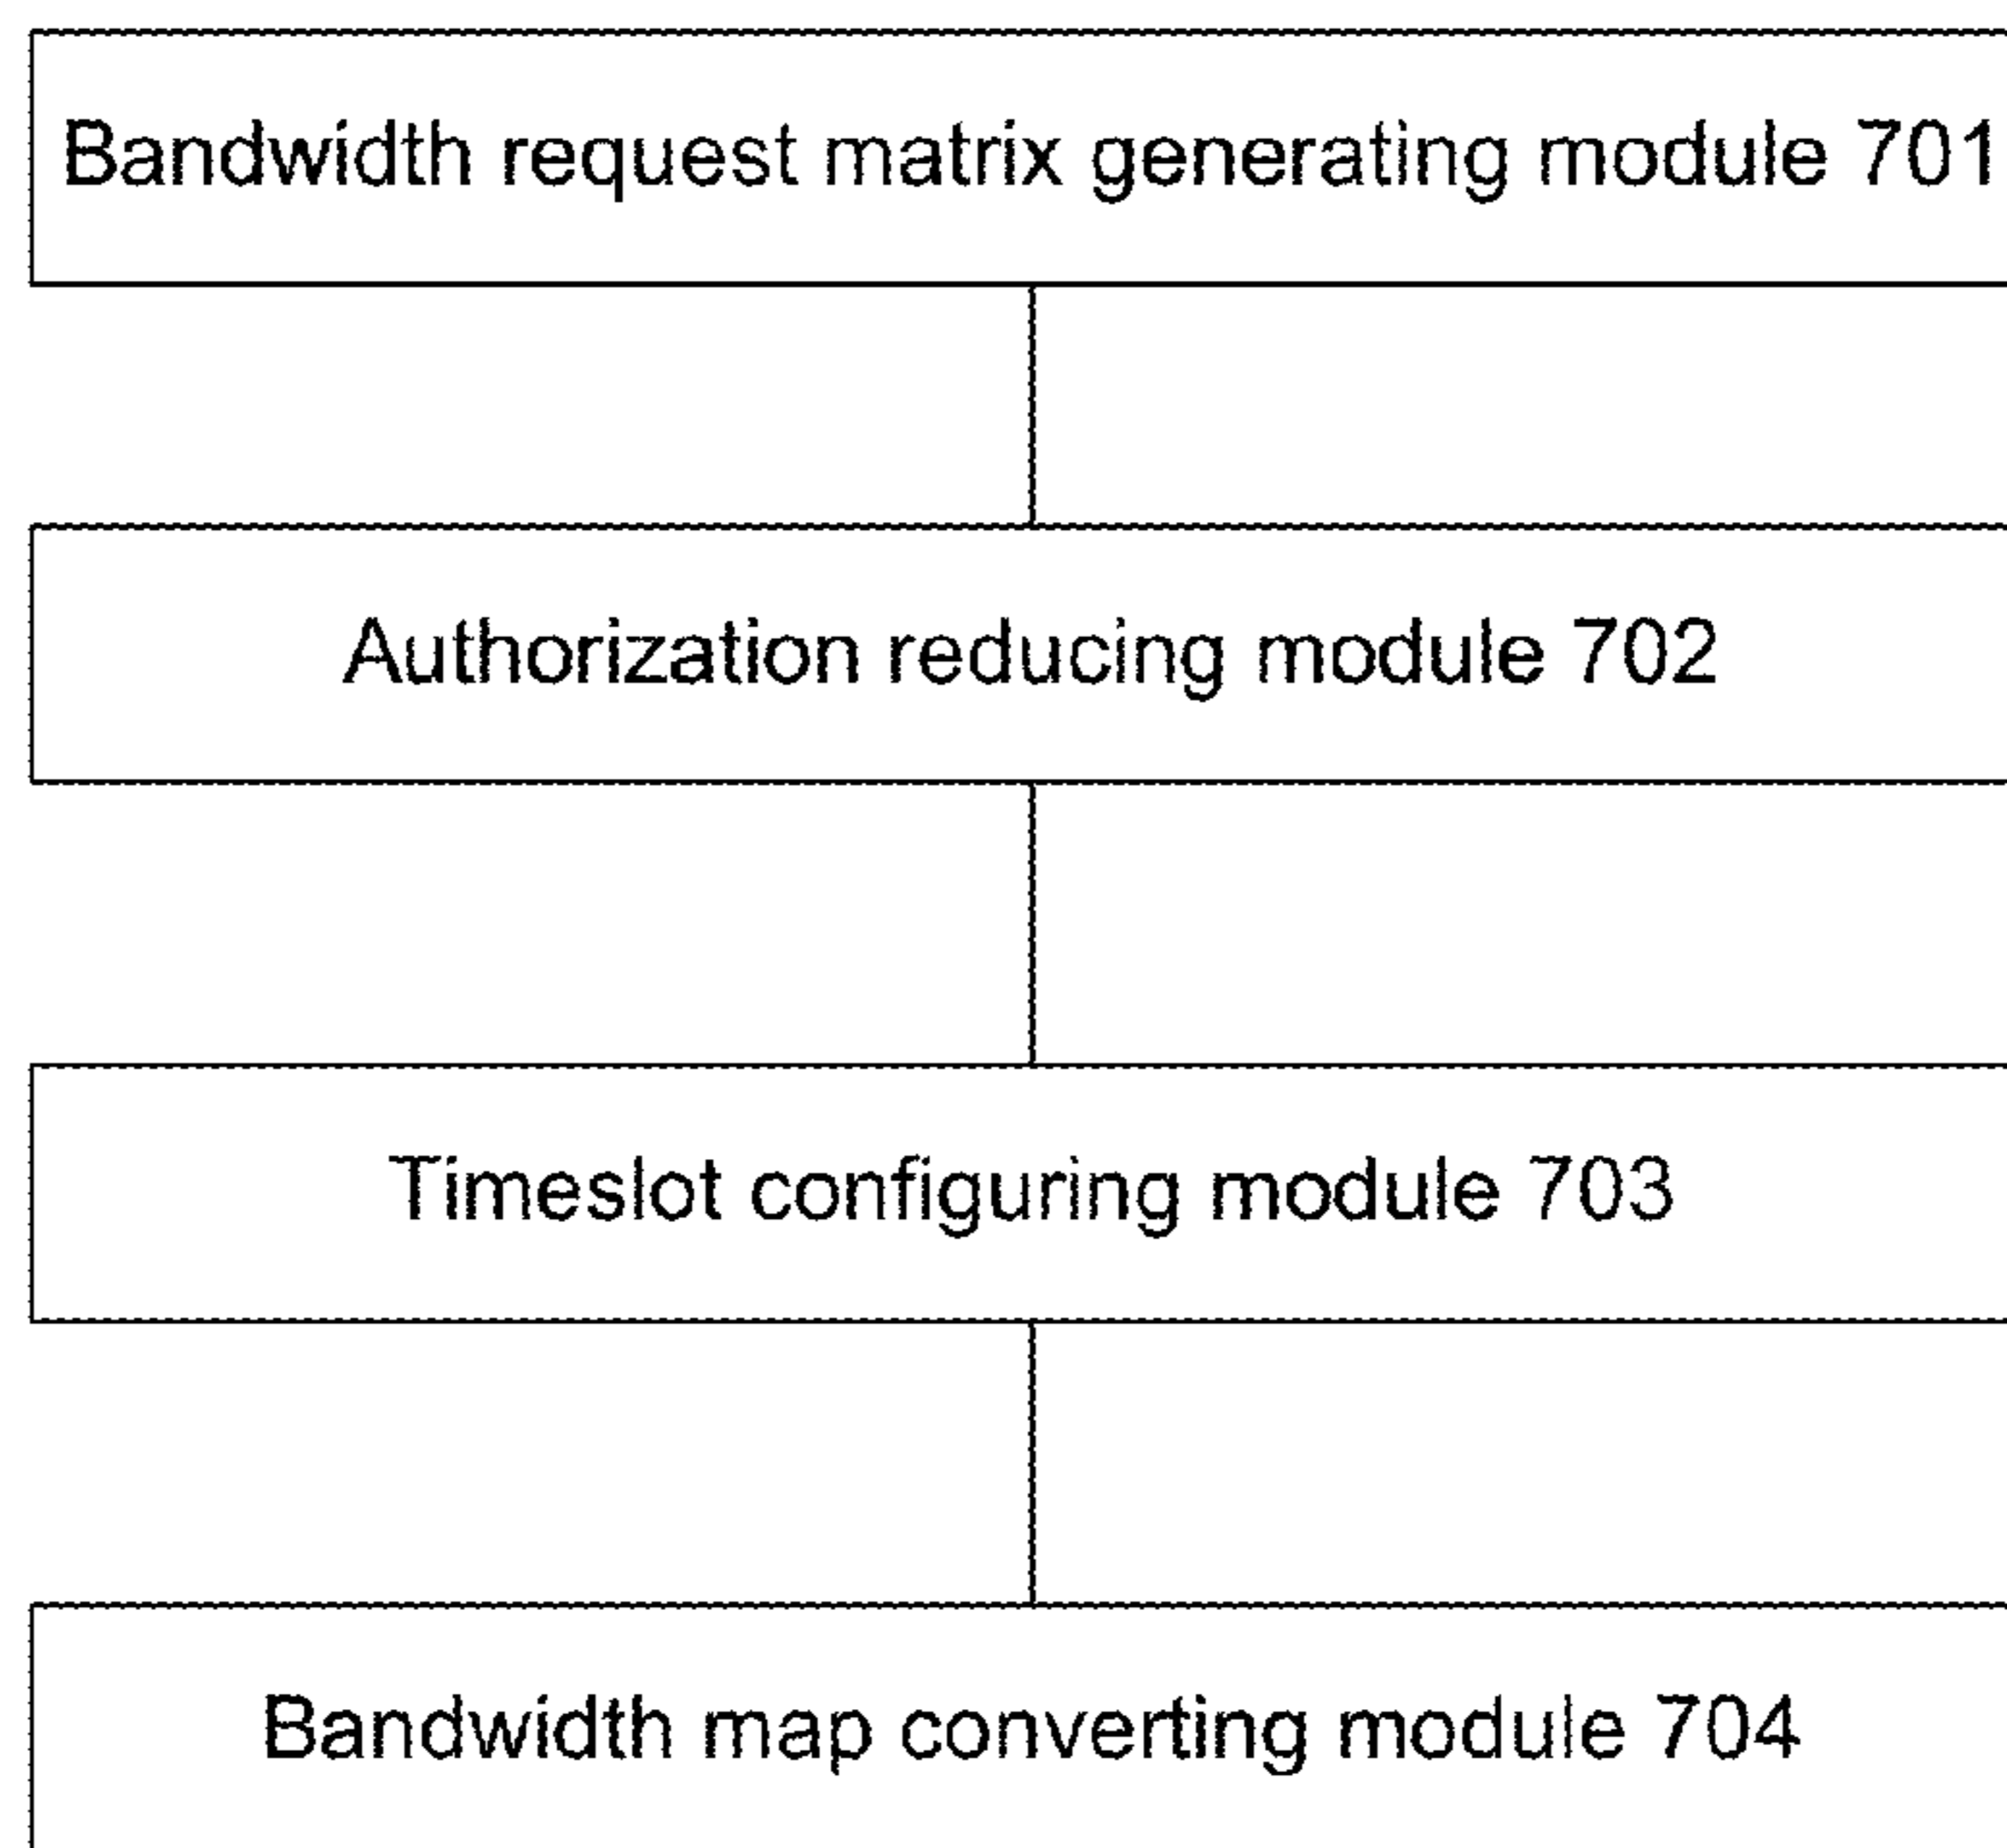 Bandwidth request matrix generating module 701
Authorization reducing module 702
Timeslot configuring module 703
Bandwidth map converting module 704